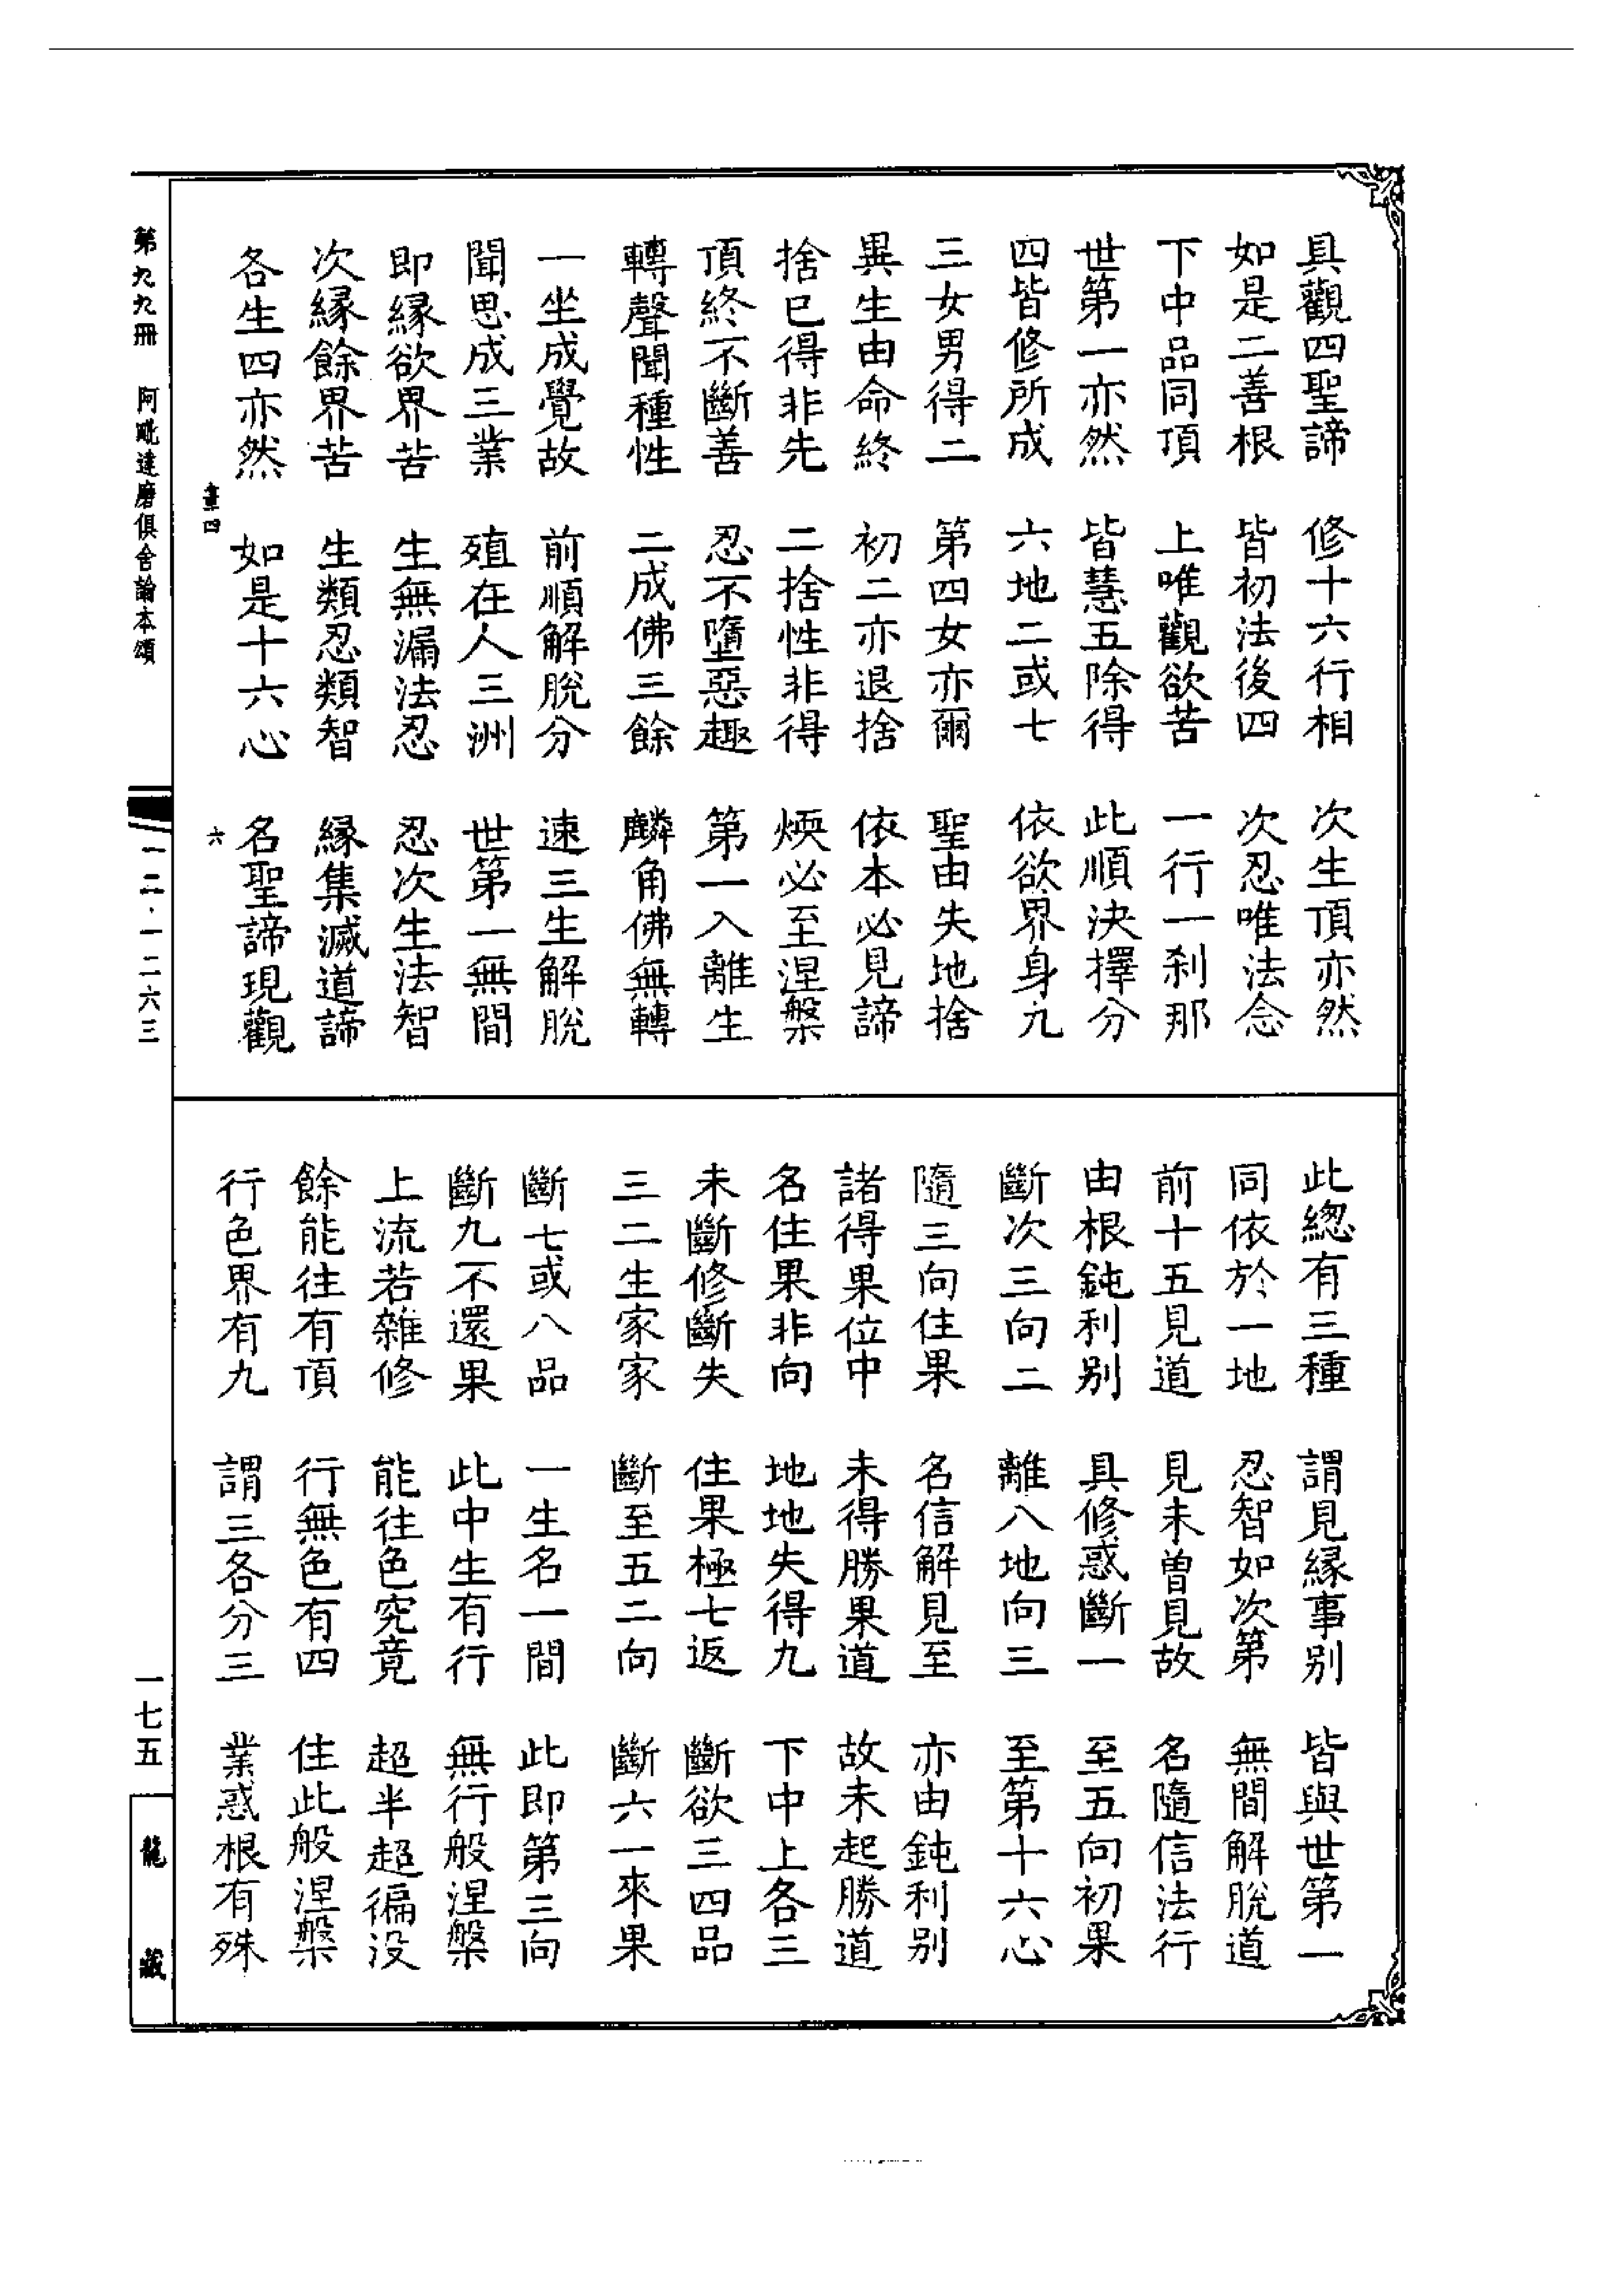 具觀四聖諦　修十六行相　次生頂亦然
如是二善根　皆初法後四　次忍唯法念
下中品同頂　上唯觀欲苦　一行一剎那
世第一亦然　皆慧五除得　此順決擇分
四皆修所成　六地二或七　依欲界身九
三女男得二　第四女亦爾　聖由失地捨
異生由命終　初二亦退捨　依本必見諦
捨已得非先　二捨性非得　煗必至涅槃
頂終不斷善　忍不墮惡趣　第一入離生
轉聲聞種性　二成佛三餘　麟角佛無轉
一坐成覺故　前順解脫分　速三生解脫
聞思成三業　殖在人三洲　世第一無間
即緣欲界苦　生無漏法忍　忍次生法智
次緣餘界苦　生類忍類智　緣集滅道諦
各生四亦然　如是十六心　名聖諦現觀
畫四　六
此總有三種　謂見緣事別　皆與世第一
同依於一地　忍智如次第　無間解脫道
前十五見道　見未曾見故　名隨信法行
由根鈍利別　具修惑斷一　至五向初果
斷次三向二　離八地向三　至第十六心
隨三向住果　名信解見至　亦由鈍利別
諸得果位中　未得勝果道　故未起勝道
名住果非向　地地失得九　下中上各三
未斷修斷失　住果極七返　斷欲三四品
三二生家家　斷至五二向　斷六一來果
斷七或八品　一生名一間　此即第三向
斷九不還果　此中生有行　無行般涅槃
上流若雜修　能往色究竟　超半超徧沒
餘能往有頂　行無色有四　住此般涅槃
行色界有九　謂三各分三　業惑根有殊
第九九冊　阿毗達磨俱舍論本頌　一二·一二六三　一七五　龍藏